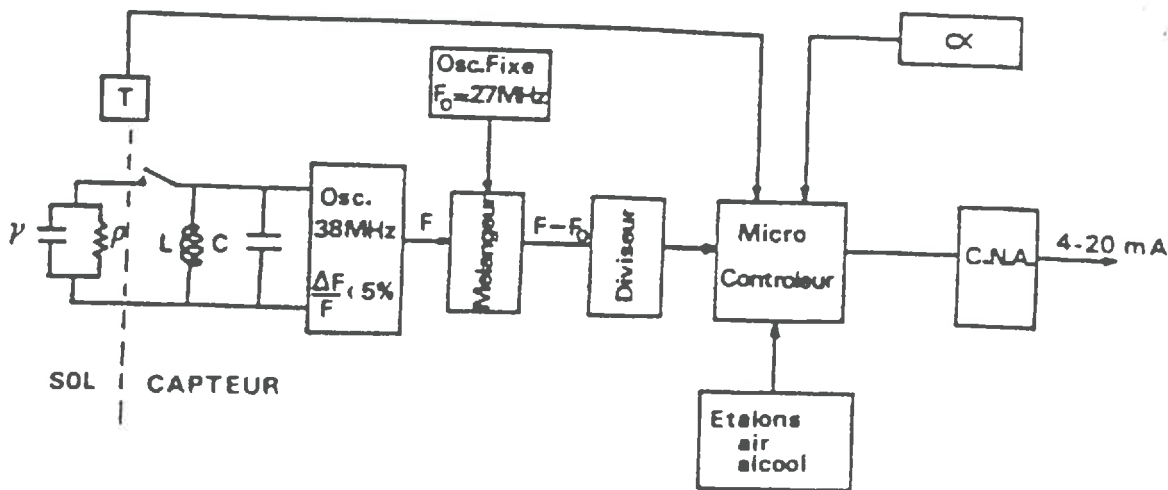 T
Osc.Fixe
F₀=27MHz
α
γ
ρ
L
C
Osc.
38MHz
ΔF/F < 5%
F
Mélangeur
F-F₀
Diviseur
Micro
Controleur
C.N.A.
4-20 mA
SOL
CAPTEUR
Etalons
air
alcool